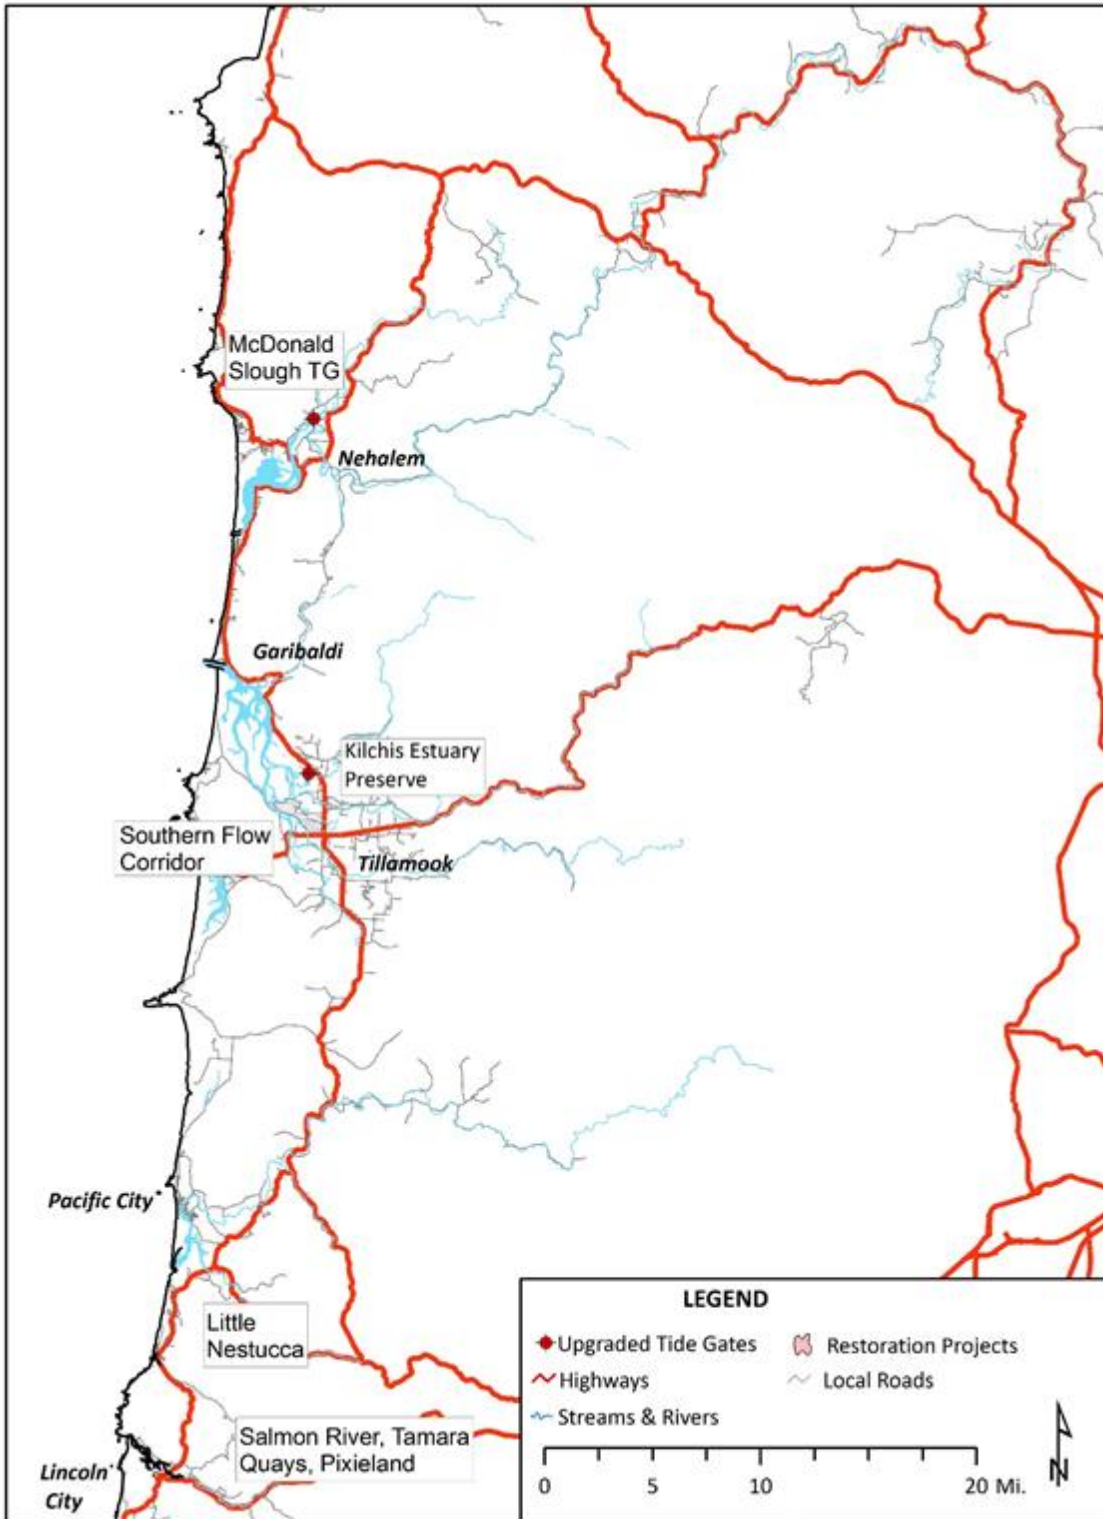 McDonald
Slough TG
Nehalem
Garibaldi
Kilchis Estuary
Preserve
Southern Flow
Corridor
Tillamook
Pacific City
Little
Nestucca
Salmon River, Tamara
Quays, Pixieland
Lincoln
City
LEGEND
Upgraded Tide Gates
Restoration Projects
Highways
Local Roads
Streams & Rivers
0 5 10 20 Mi.
N